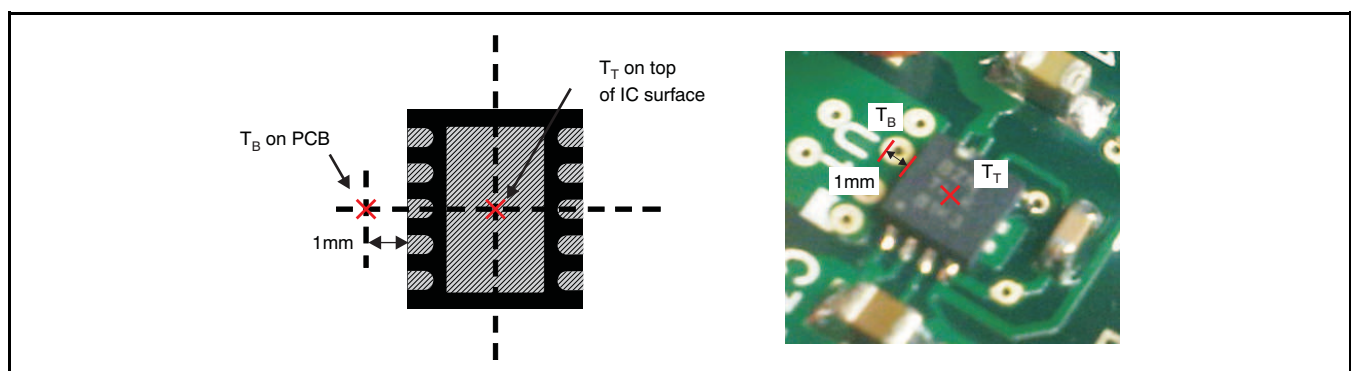 T_T on top
of IC surface
T_B on PCB
1mm
T_B
1mm
T_T